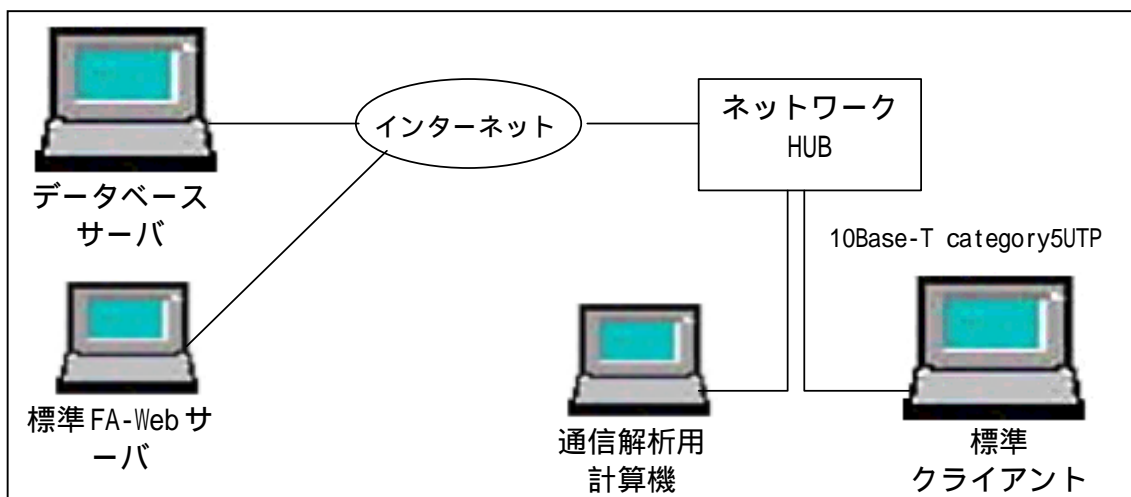 データベース
サーバ
インターネット
ネットワーク
HUB
10Base-T category5UTP
標準FA-Webサ
ーバ
通信解析用
計算機
標準
クライアント